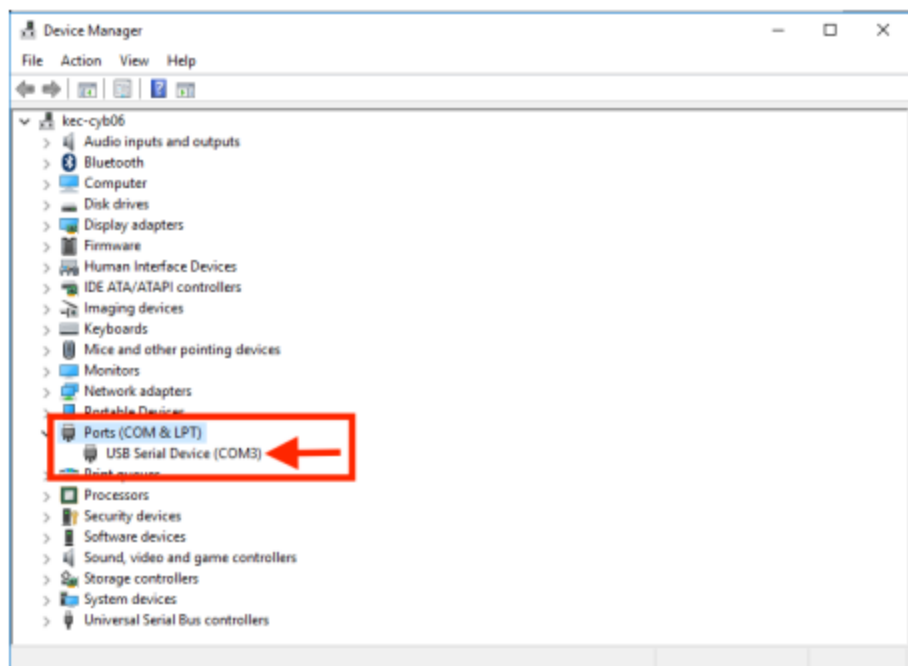 Device Manager
File Action View Help
kec-cyb06
Audio inputs and outputs
Bluetooth
Computer
Disk drives
Display adapters
Firmware
Human Interface Devices
IDE ATA/ATAPI controllers
Imaging devices
Keyboards
Mice and other pointing devices
Monitors
Network adapters
Portable Devices
Ports (COM & LPT)
USB Serial Device (COM3)
Print queues
Processors
Security devices
Software devices
Sound, video and game controllers
Storage controllers
System devices
Universal Serial Bus controllers